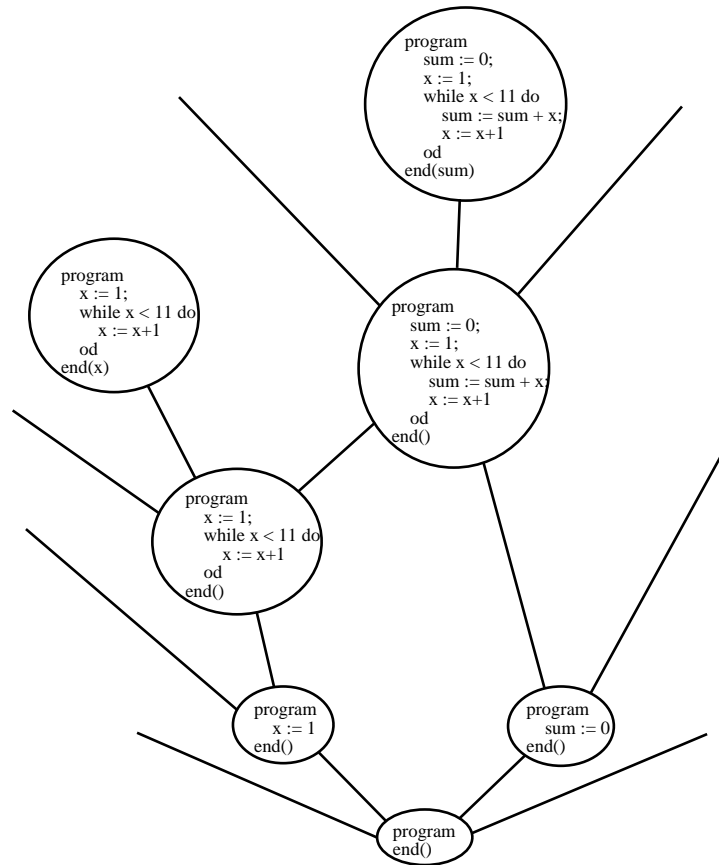 program
sum := 0;
x := 1;
while x < 11 do
sum := sum + x;
x := x+1
od
end(sum)
program
x := 1;
while x < 11 do
x := x+1
od
end(x)
program
sum := 0;
x := 1;
while x < 11 do
sum := sum + x;
x := x+1
od
end()
program
x := 1;
while x < 11 do
x := x+1
od
end()
program
x := 1
end()
program
sum := 0
end()
program
end()